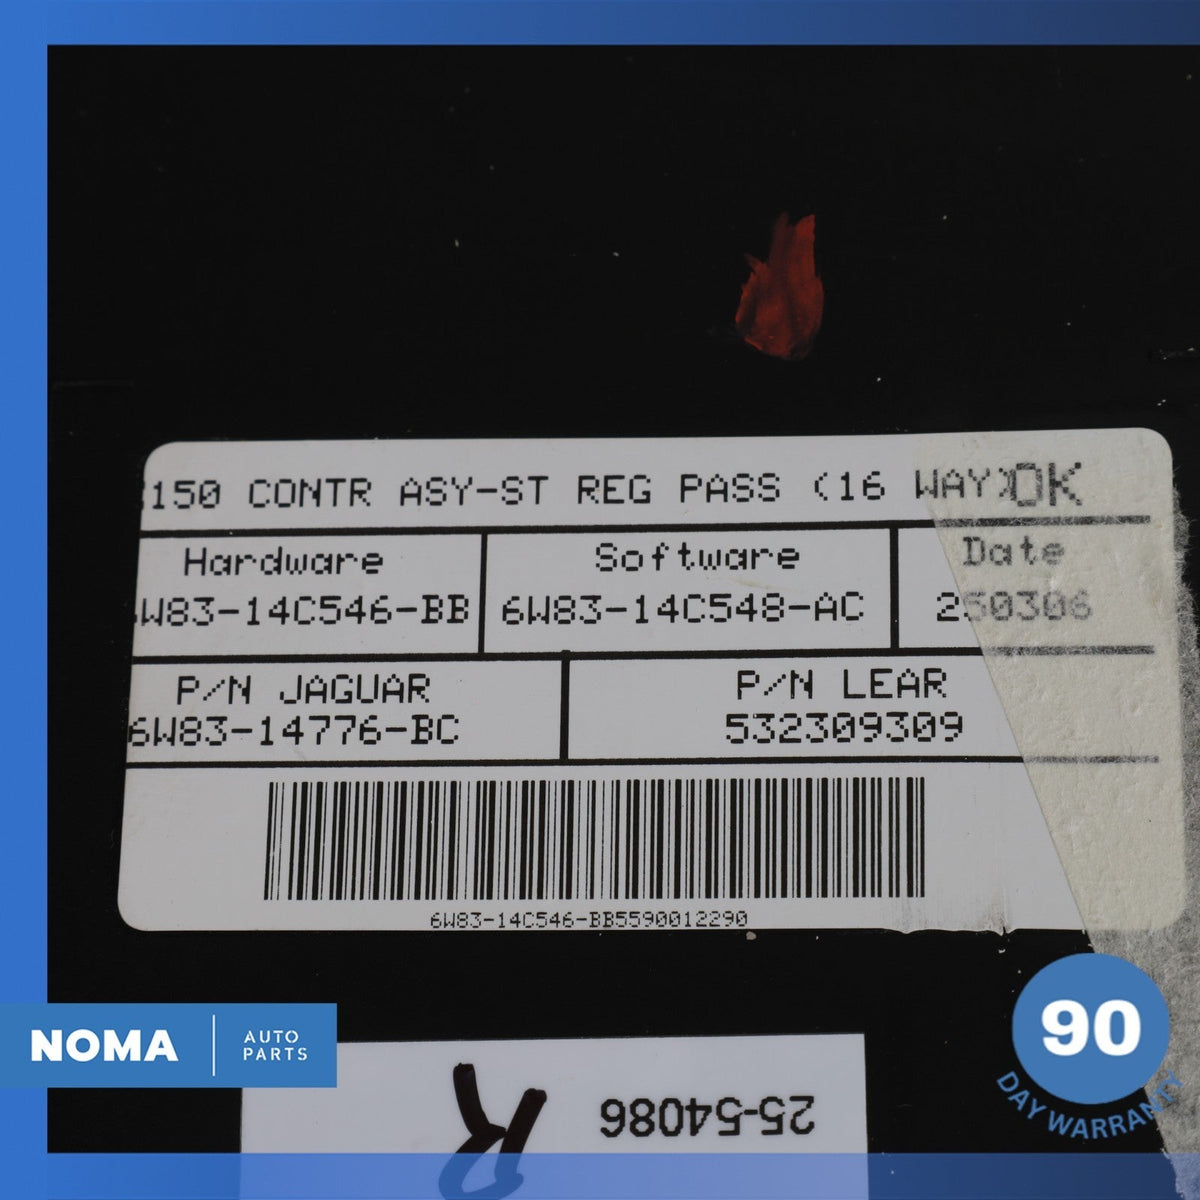 150 CONTR ASY-ST REG PASS (16 WAY) OK
Hardware Software Date
W83-14C546-BB 6W83-14C548-AC 250306
P/N JAGUAR P/N LEAR
6W83-14776-BC 532309309
6W83-14C546-BB5590012290
NOMA AUTO PARTS
90
DAY WARRANTY
25-54086
R